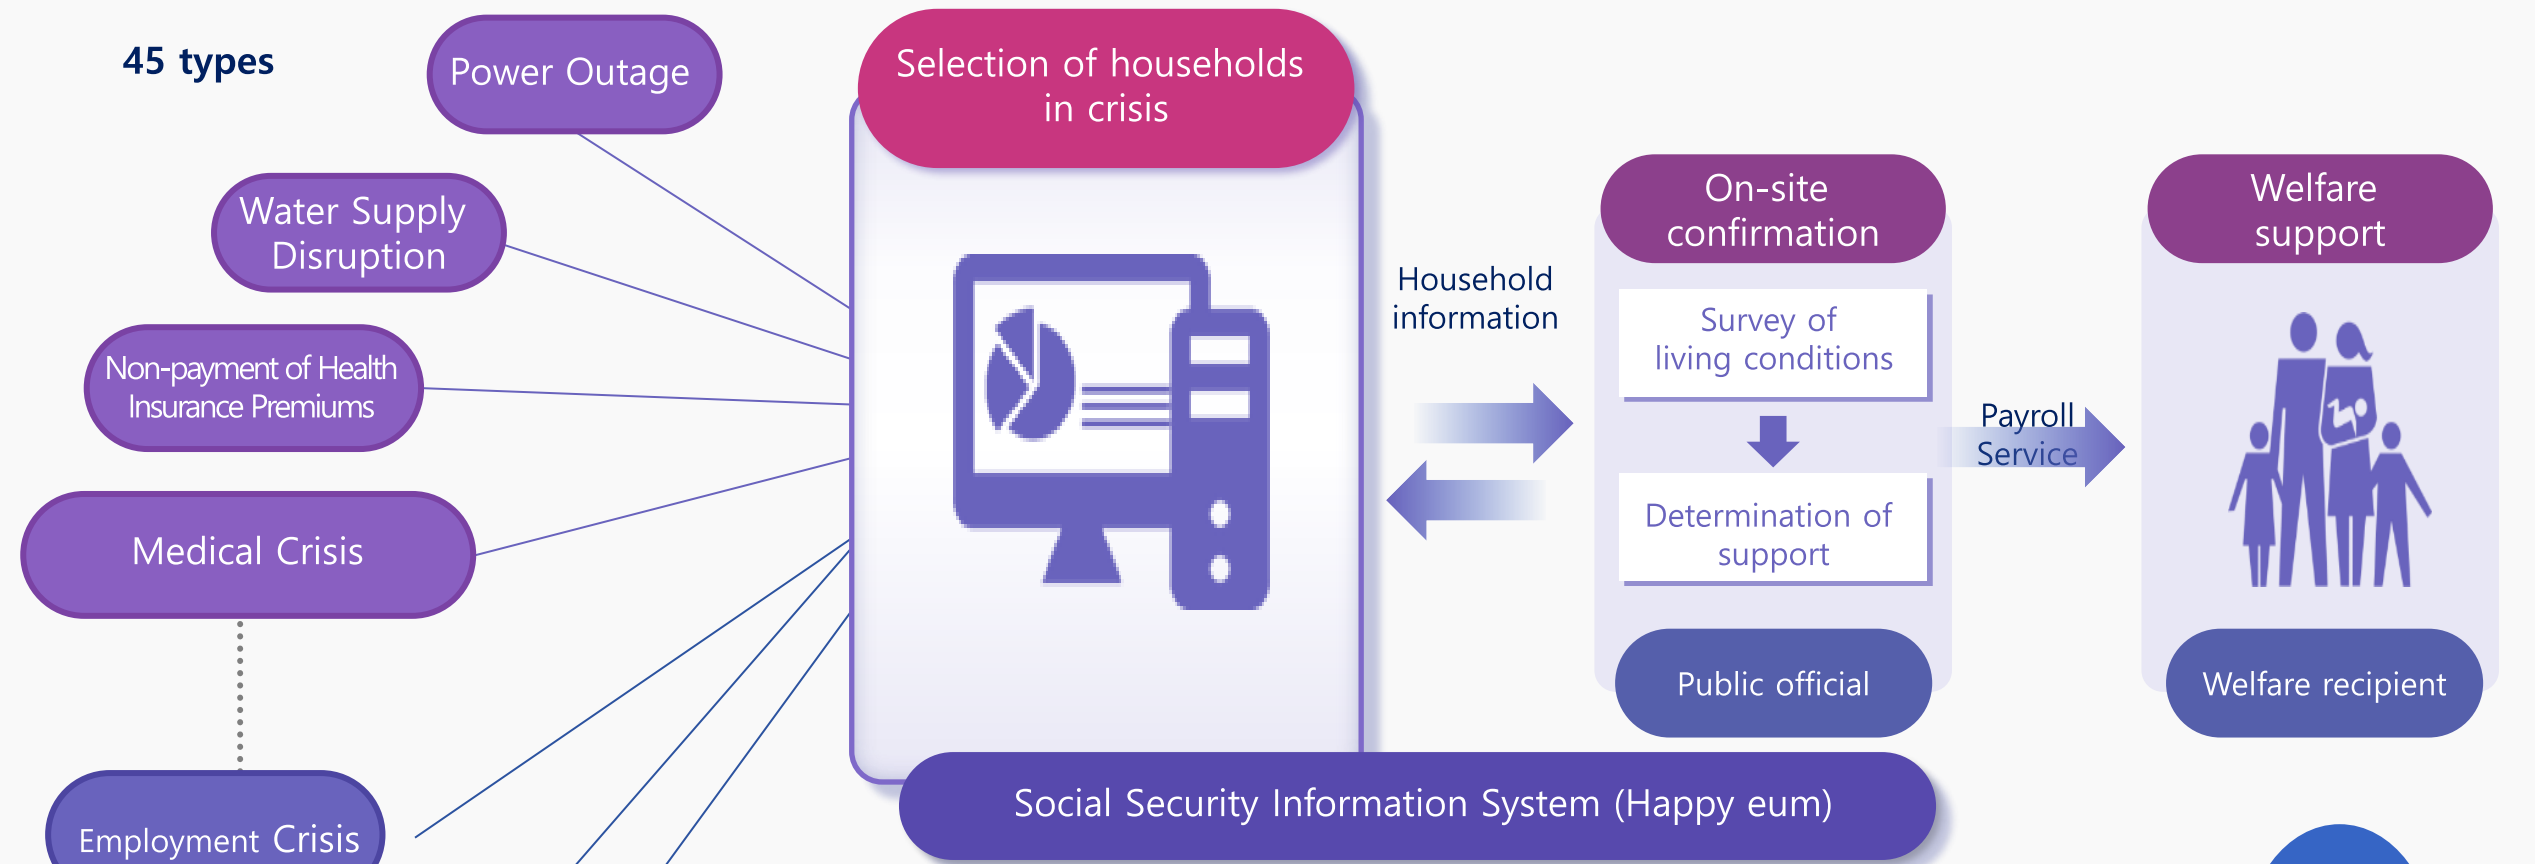 45 types
Power Outage
Water Supply
Disruption
Non-payment of Health
Insurance Premiums
Medical Crisis
Employment Crisis
Selection of households
in crisis
Household
information
On-site
confirmation
Survey of
living conditions
Determination of
support
Public official
Payroll
Service
Welfare
support
Welfare recipient
Social Security Information System (Happy eum)